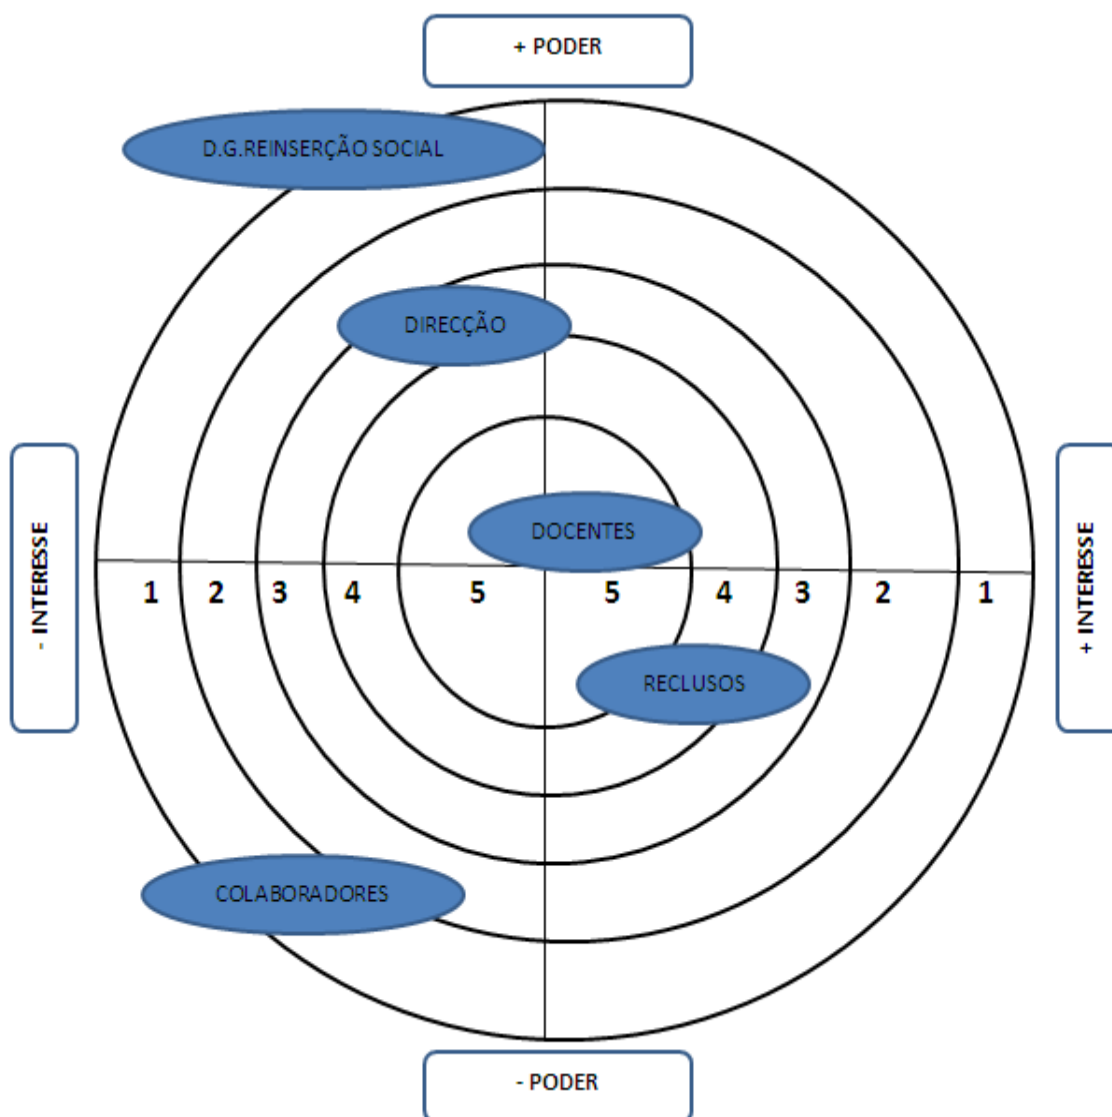 + PODER
D.G.REINSERÇÃO SOCIAL
DIRECÇÃO
DOCENTES
- INTERESSE
1 2 3 4 5 5 4 3 2 1
+ INTERESSE
RECLUSOS
COLABORADORES
- PODER